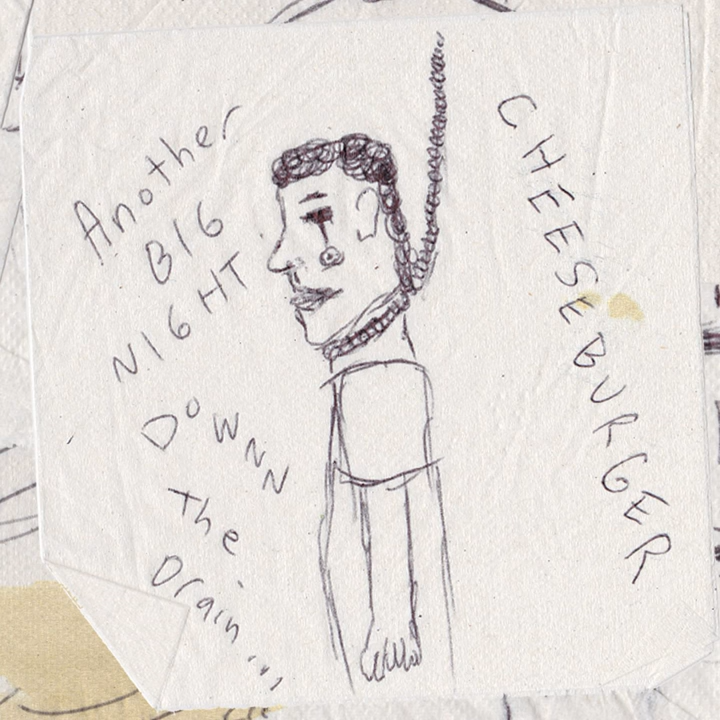 Another
BIG
NIGHT
DOWNN
The
Drain...
CHEESEBURGER